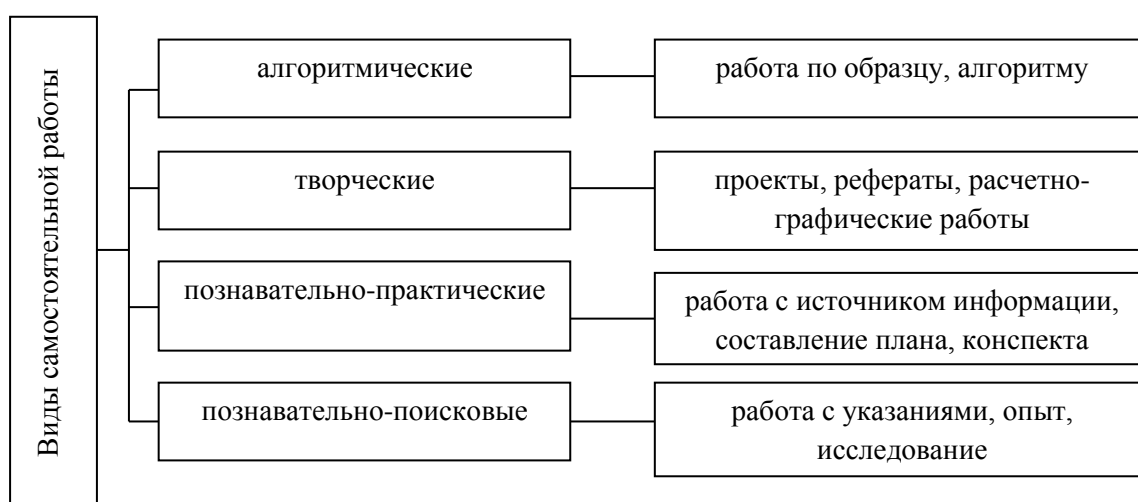 Виды самостоятельной работы
алгоритмические
работа по образцу, алгоритму
творческие
проекты, рефераты, расчетно-
графические работы
познавательно-практические
работа с источником информации,
составление плана, конспекта
познавательно-поисковые
работа с указаниями, опыт,
исследование